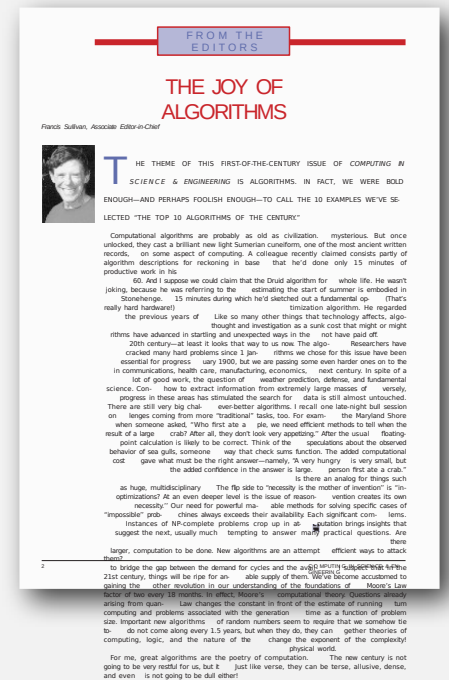 FROM THE
EDITORS
THE JOY OF
ALGORITHMS
Francis Sullivan, Associate Editor-in-Chief
THE THEME OF THIS FIRST-OF-THE-CENTURY ISSUE OF COMPUTING IN
SCIENCE & ENGINEERING IS ALGORITHMS. IN FACT, WE WERE BOLD
ENOUGH—AND PERHAPS FOOLISH ENOUGH—TO CALL THE 10 EXAMPLES WE'VE SE-
LECTED "THE TOP 10 ALGORITHMS OF THE CENTURY."
Computational algorithms are probably as old as civilization. mysterious. But once
unlocked, they cast a brilliant new light Sumerian cuneiform, one of the most ancient written
records, on some aspect of computing. A colleague recently claimed consists partly of
algorithm descriptions for reckoning in base that he'd done only 15 minutes of
productive work in his
60. And I suppose we could claim that the Druid algorithm for whole life. He wasn't
joking, because he was referring to the estimating the start of summer is embodied in
Stonehenge. 15 minutes during which he'd sketched out a fundamental op- (That's
really hard hardware!) timization algorithm. He regarded
the previous years of Like so many other things that technology affects, algo-
thought and investigation as a sunk cost that might or might
rithms have advanced in startling and unexpected ways in the not have paid off.
20th century—at least it looks that way to us now. The algo- Researchers have
cracked many hard problems since 1 Jan- rithms we chose for this issue have been
essential for progress uary 1900, but we are passing some even harder ones on to the
in communications, health care, manufacturing, economics, next century. In spite of a
lot of good work, the question of weather prediction, defense, and fundamental
science. Con- how to extract information from extremely large masses of versely,
progress in these areas has stimulated the search for data is still almost untouched.
There are still very big chal- ever-better algorithms. I recall one late-night bull session
on lenges coming from more "traditional" tasks, too. For exam- the Maryland Shore
when someone asked, "Who first ate a ple, we need efficient methods to tell when the
result of a large crab? After all, they don't look very appetizing." After the usual floating-
point calculation is likely to be correct. Think of the speculations about the observed
behavior of sea gulls, someone way that check sums function. The added computational
cost gave what must be the right answer—namely, "A very hungry is very small, but
the added confidence in the answer is large. person first ate a crab."
Is there an analog for things such
as huge, multidisciplinary The flip side to "necessity is the mother of invention" is "in-
optimizations? At an even deeper level is the issue of reason- vention creates its own
necessity." Our need for powerful ma- able methods for solving specific cases of
"impossible" prob- chines always exceeds their availability. Each significant com- lems.
Instances of NP-complete problems crop up in at- putation brings insights that
suggest the next, usually much tempting to answer many practical questions. Are
there
larger, computation to be done. New algorithms are an attempt efficient ways to attack
them?
2
to bridge the gap between the demand for cycles and the suspect that in the
21st century, things will be ripe for an- able supply of them. We've become accustomed to
gaining the other revolution in our understanding of the foundations of Moore's Law
factor of two every 18 months. In effect, Moore's computational theory. Questions already
arising from quan- Law changes the constant in front of the estimate of running tum
computing and problems associated with the generation time as a function of problem
size. Important new algorithms of random numbers seem to require that we somehow tie
to- do not come along every 1.5 years, but when they do, they can gether theories of
computing, logic, and the nature of the change the exponent of the complexity!
physical world.
For me, great algorithms are the poetry of computation. The new century is not
going to be very restful for us, but it Just like verse, they can be terse, allusive, dense,
and even is not going to be dull either!